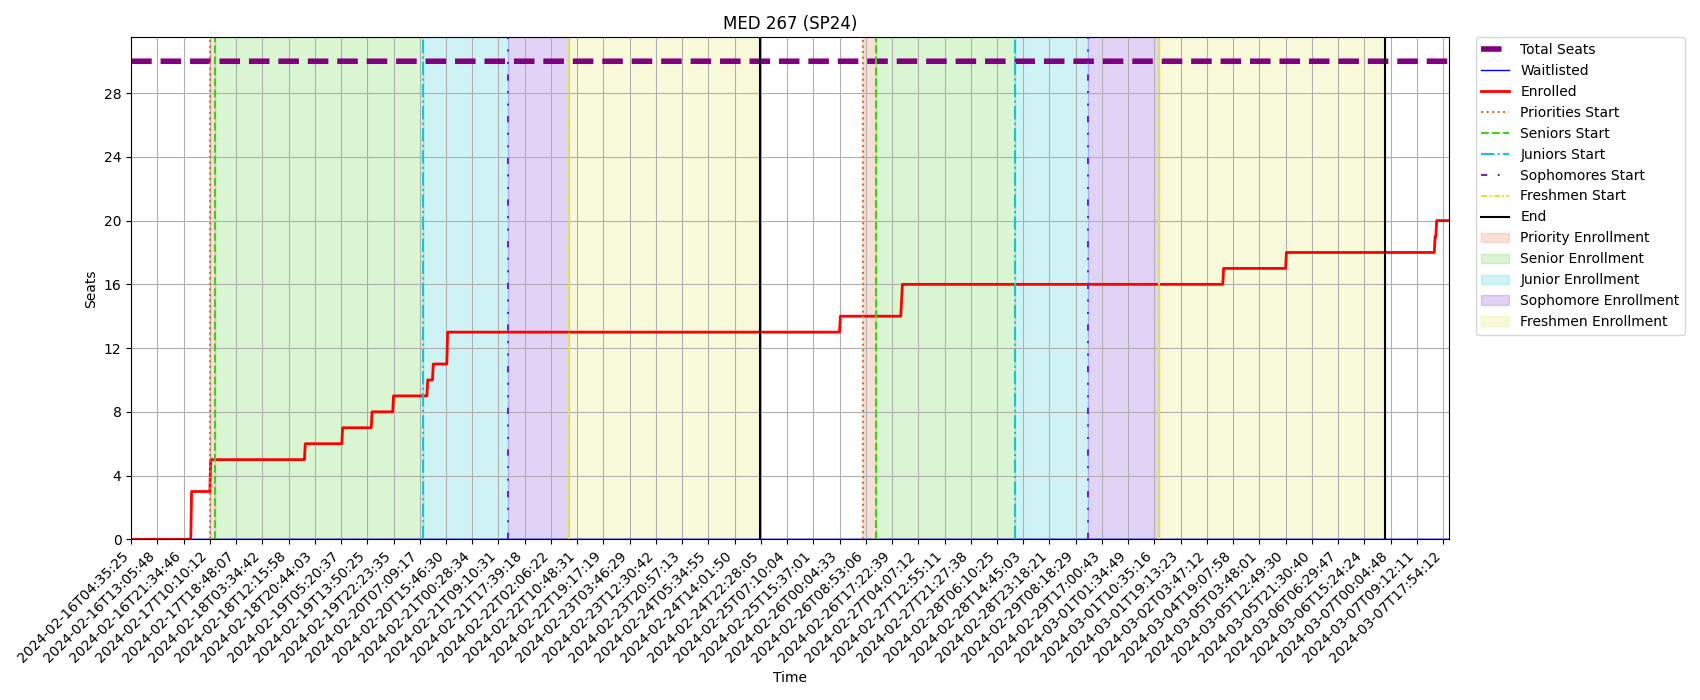 MED 267 (SP24)
Total Seats
Waitlisted
Enrolled
Priorities Start
Seniors Start
Juniors Start
Sophomores Start
Freshmen Start
End
Priority Enrollment
Senior Enrollment
Junior Enrollment
Sophomore Enrollment
Freshmen Enrollment
Seats
28
24
20
16
12
8
4
0
2024-02-16T04:35:25
2024-02-16T13:05:48
2024-02-16T21:34:46
2024-02-17T10:10:12
2024-02-17T18:48:07
2024-02-18T03:34:42
2024-02-18T12:15:58
2024-02-18T20:44:03
2024-02-19T05:20:37
2024-02-19T13:50:25
2024-02-19T22:23:35
2024-02-20T07:09:17
2024-02-20T15:46:30
2024-02-21T00:28:34
2024-02-21T09:10:31
2024-02-21T17:39:18
2024-02-22T02:06:22
2024-02-22T10:48:31
2024-02-22T19:17:19
2024-02-23T03:46:29
2024-02-23T12:30:42
2024-02-23T20:57:13
2024-02-24T05:34:55
2024-02-24T14:01:50
2024-02-24T22:28:05
2024-02-25T07:10:04
2024-02-25T15:37:01
2024-02-26T00:04:33
2024-02-26T08:53:06
2024-02-26T17:22:39
2024-02-27T04:07:12
2024-02-27T12:55:11
2024-02-27T21:27:38
2024-02-28T06:10:25
2024-02-28T14:45:03
2024-02-28T23:18:21
2024-02-29T08:18:29
2024-02-29T17:00:43
2024-03-01T01:34:49
2024-03-01T10:35:16
2024-03-01T19:13:23
2024-03-02T03:47:12
2024-03-04T19:07:58
2024-03-05T03:48:01
2024-03-05T12:49:30
2024-03-05T21:30:40
2024-03-06T06:29:47
2024-03-06T15:24:24
2024-03-07T00:04:48
2024-03-07T09:12:11
2024-03-07T17:54:12
Time